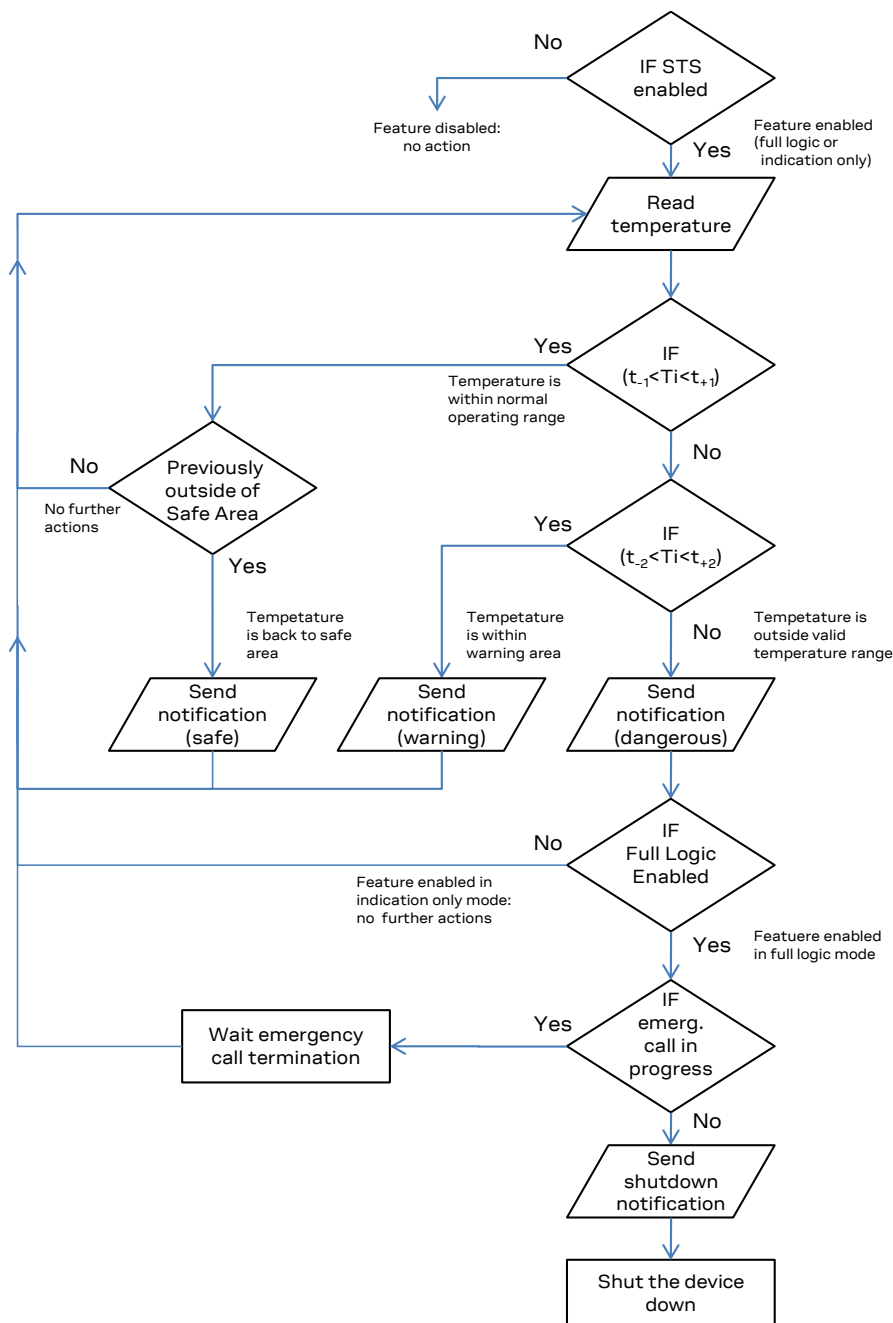 No
IF STS
enabled
Feature disabled:
no action
Yes
Feature enabled
(full logic or
indication only)
Read
temperature
Yes
IF
(t-1<Ti<t+1)
Temperature is
within normal
operating range
No
No
Previously
outside of
Safe Area
No further
actions
Yes
Yes
IF
(t-2<Ti<t+2)
Tempetature
is back to safe
area
Tempetature
is within
warning area
No
Tempetature is
outside valid
temperature range
Send
notification
(safe)
Send
notification
(warning)
Send
notification
(dangerous)
No
IF
Full Logic
Enabled
Feature enabled in
indication only mode:
no further actions
Yes
Featuere enabled
in full logic mode
Wait emergency
call termination
Yes
IF
emerg.
call in
progress
No
Send
shutdown
notification
Shut the device
down